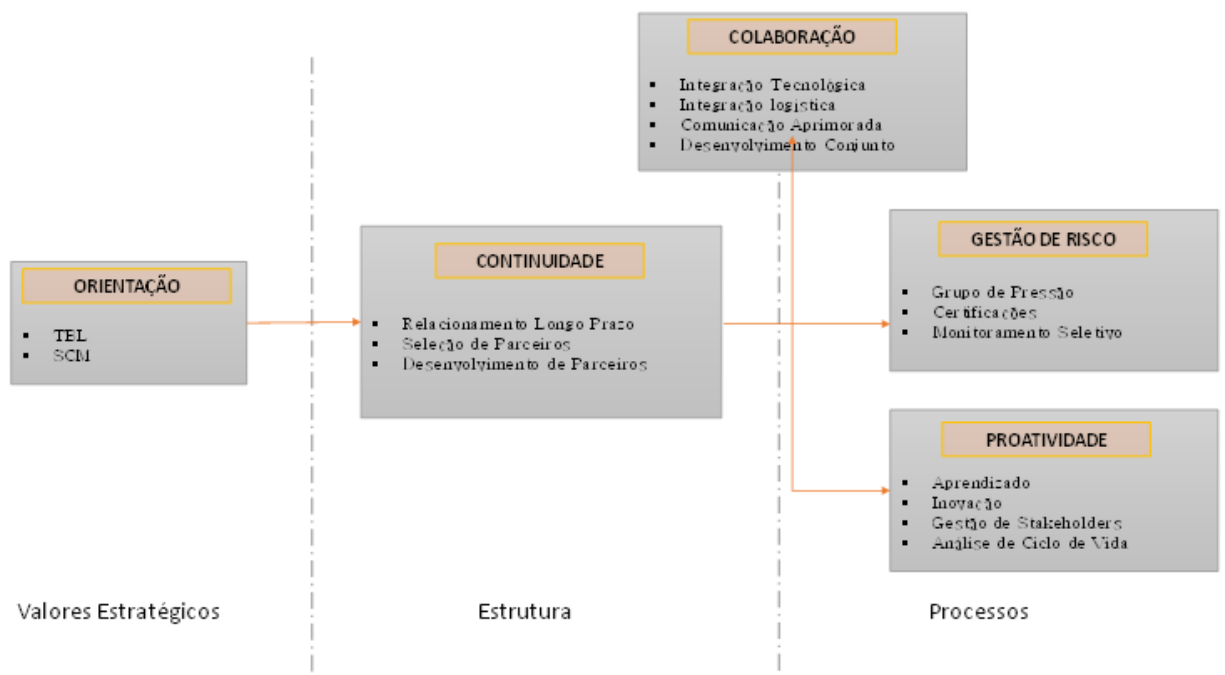 COLABORAÇÃO
▪ Integração Tecnológica
▪ Integração logística
▪ Comunicação Aprimorada
▪ Desenvolvimento Conjunto
ORIENTAÇÃO
▪ TBL
▪ SCM
CONTINUIDADE
▪ Relacionamento Longo Prazo
▪ Seleção de Parceiros
▪ Desenvolvimento de Parceiros
GESTÃO DE RISCO
▪ Grupo de Pressão
▪ Certificações
▪ Monitoramento Seletivo
PROATIVIDADE
▪ Aprendizado
▪ Inovação
▪ Gestão de Stakeholders
▪ Análise de Ciclo de Vida
Valores Estratégicos
Estrutura
Processos